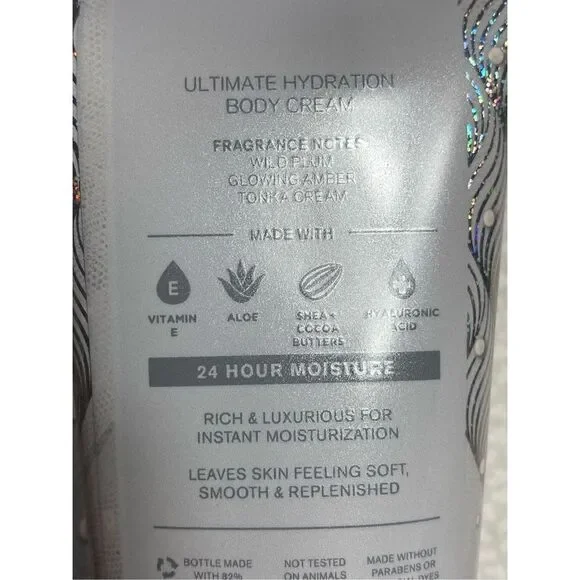 ULTIMATE HYDRATION
BODY CREAM
FRAGRANCE NOTES
WILD PLUM
GLOWING AMBER
TONKA CREAM
MADE WITH
E
VITAMIN
E
ALOE
SHEA +
COCOA
BUTTERS
HYALURONIC
ACID
24 HOUR MOISTURE
RICH & LUXURIOUS FOR
INSTANT MOISTURIZATION
LEAVES SKIN FEELING SOFT,
SMOOTH & REPLENISHED
BOTTLE MADE
WITH 82%
NOT TESTED
ON ANIMALS
MADE WITHOUT
PARABENS OR
DYES